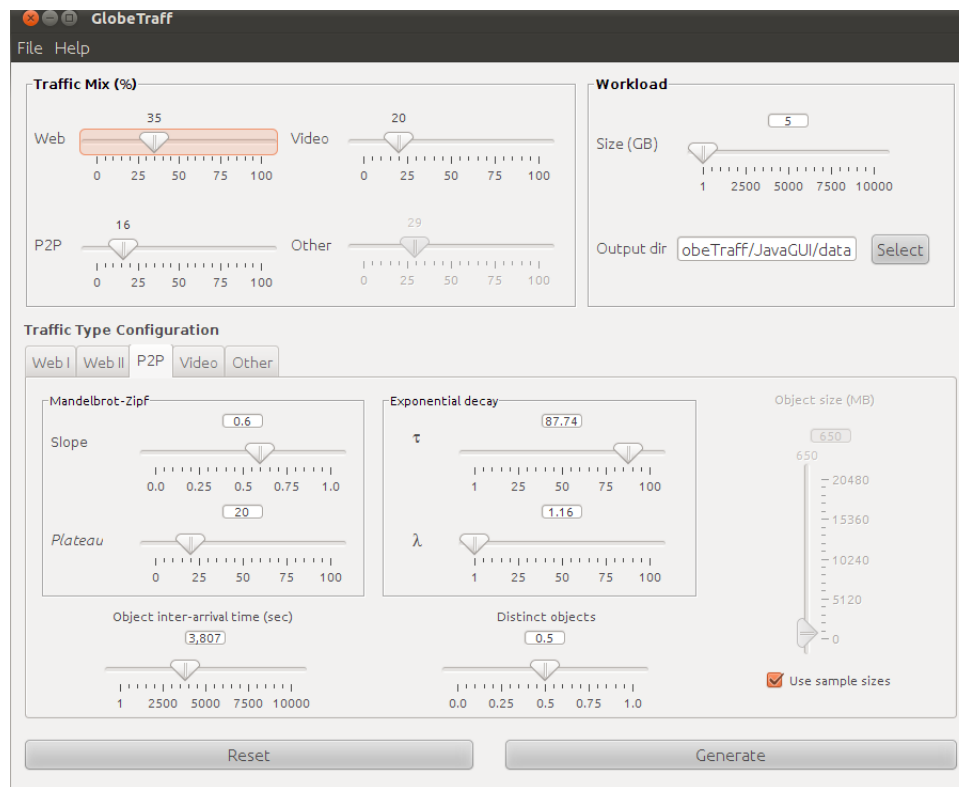 GlobeTraff
File Help
Traffic Mix (%)
35
Web
0 25 50 75 100
20
Video
0 25 50 75 100
16
P2P
0 25 50 75 100
29
Other
0 25 50 75 100
Workload
5
Size (GB)
1 2500 5000 7500 10000
Output dir obeTraff/JavaGUI/data Select
Traffic Type Configuration
Web I Web II P2P Video Other
Mandelbrot-Zipf
0.6
Slope
0.0 0.25 0.5 0.75 1.0
20
Plateau
0 25 50 75 100
Exponential decay
87.74
τ
1 25 50 75 100
1.16
λ
1 25 50 75 100
Object size (MB)
650
650
20480
15360
10240
5120
0
Use sample sizes
Object inter-arrival time (sec)
3,807
1 2500 5000 7500 10000
Distinct objects
0.5
0.0 0.25 0.5 0.75 1.0
Reset Generate